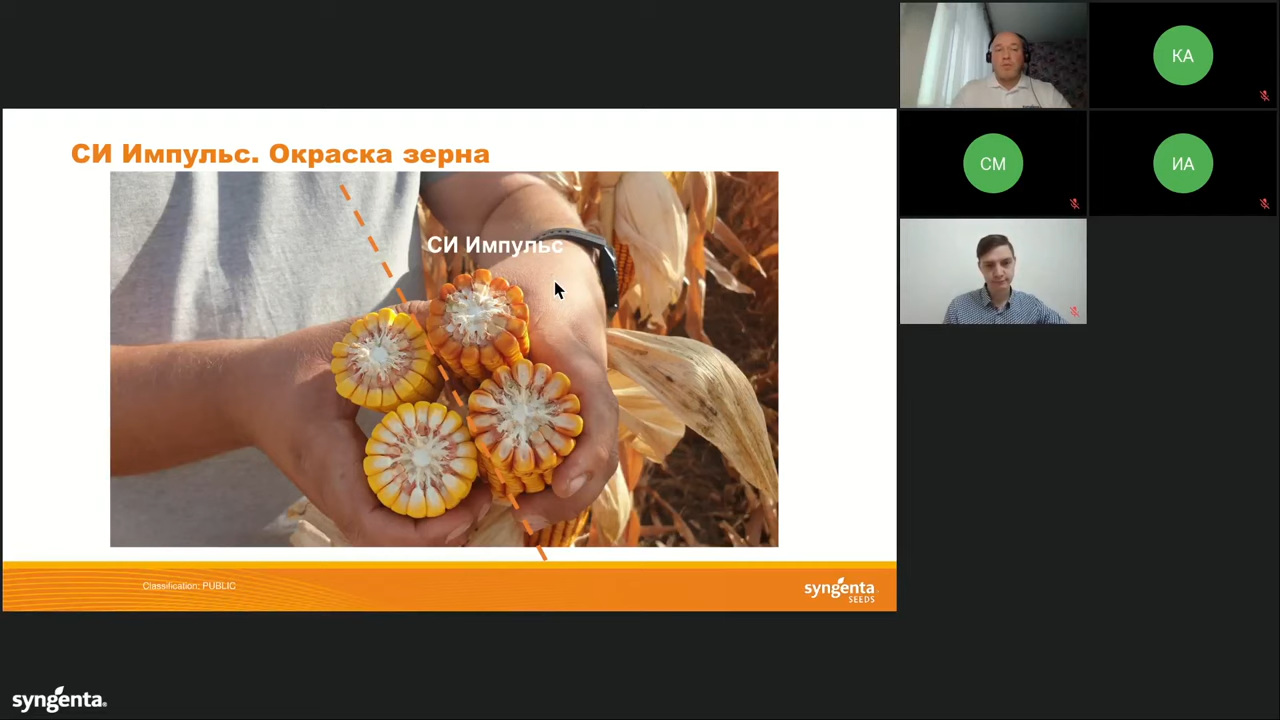 СИ Импульс. Окраска зерна
СИ Импульс
Classification: PUBLIC
syngenta
SEEDS
КА
СМ
ИА
syngenta